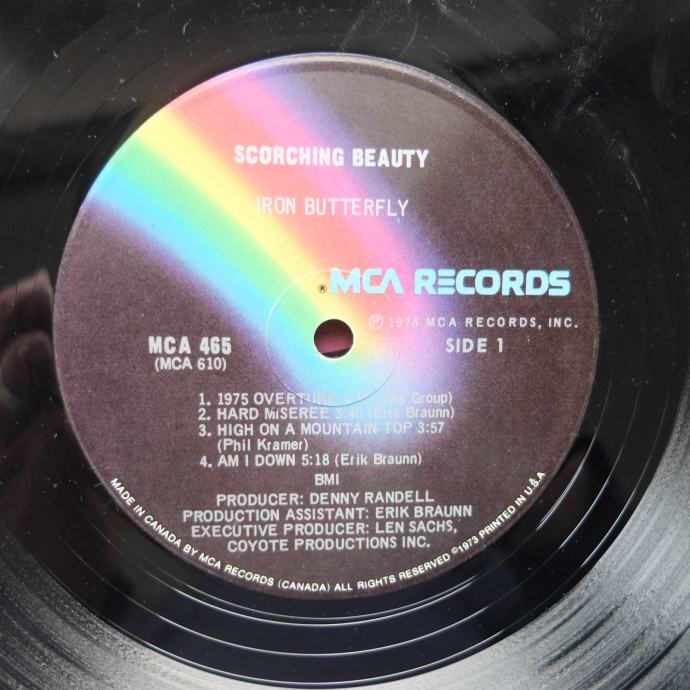 SCORCHING BEAUTY
IRON BUTTERFLY
® MCA RECORDS
℗ 1975 MCA RECORDS, INC.
MCA 465
(MCA 610)
SIDE 1
1. 1975 OVERTURE (The Group)
2. HARD MISEREE 3:40 (Erik Braunn)
3. HIGH ON A MOUNTAIN TOP 3:57
(Phil Kramer)
4. AM I DOWN 5:18 (Erik Braunn)
BMI
PRODUCER: DENNY RANDELL
PRODUCTION ASSISTANT: ERIK BRAUNN
EXECUTIVE PRODUCER: LEN SACHS,
COYOTE PRODUCTIONS INC.
MADE IN CANADA BY MCA RECORDS (CANADA) ALL RIGHTS RESERVED ©1973 PRINTED IN U.S.A